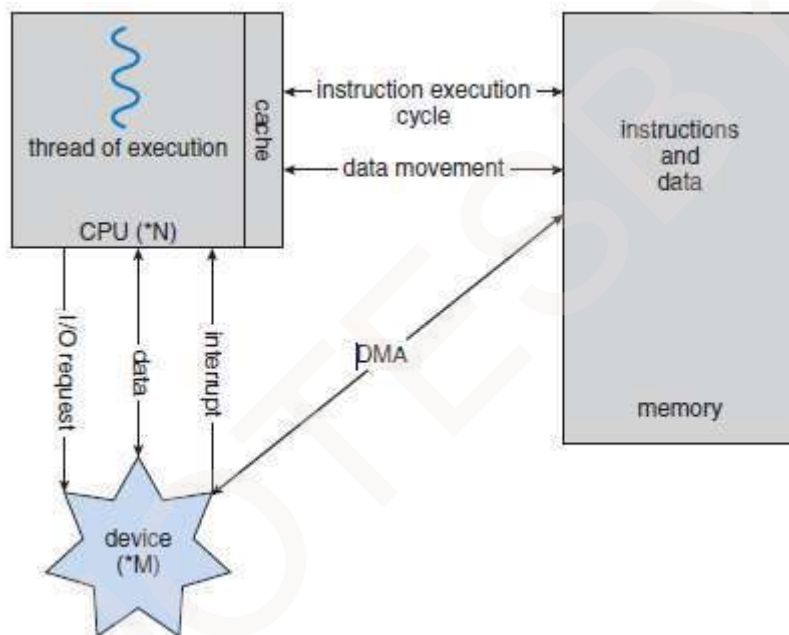 thread of execution
cache
CPU (*N)
instruction execution
cycle
data movement
instructions
and
data
memory
I/O request
data
interrupt
DMA
device
(*M)